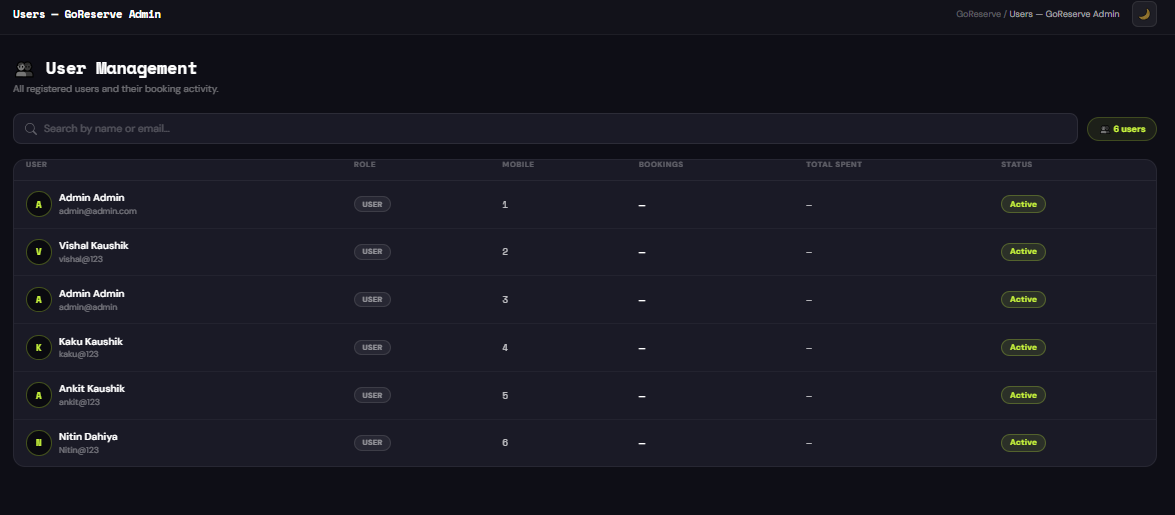 Users — GoReserve Admin
GoReserve / Users — GoReserve Admin
User Management
All registered users and their booking activity.
Search by name or email...
6 users
USER ROLE MOBILE BOOKINGS TOTAL SPENT STATUS
A Admin Admin USER 1 — — Active
admin@admin.com
V Vishal Kaushik USER 2 — — Active
vishal@123
A Admin Admin USER 3 — — Active
admin@admin
K Kaku Kaushik USER 4 — — Active
kaku@123
A Ankit Kaushik USER 5 — — Active
ankit@123
N Nitin Dahiya USER 6 — — Active
Nitin@123